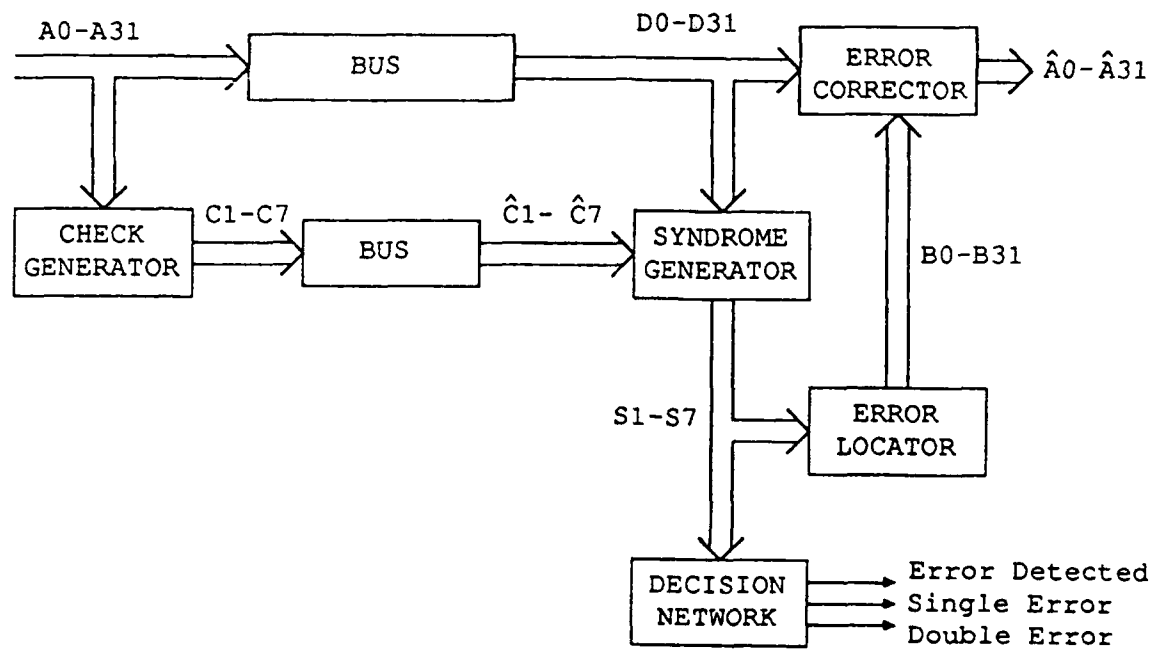 A0-A31
D0-D31
BUS
ERROR
CORRECTOR
Â0-Â31
C1-C7
Ĉ1- Ĉ7
CHECK
GENERATOR
BUS
SYNDROME
GENERATOR
B0-B31
S1-S7
ERROR
LOCATOR
DECISION
NETWORK
Error Detected
Single Error
Double Error